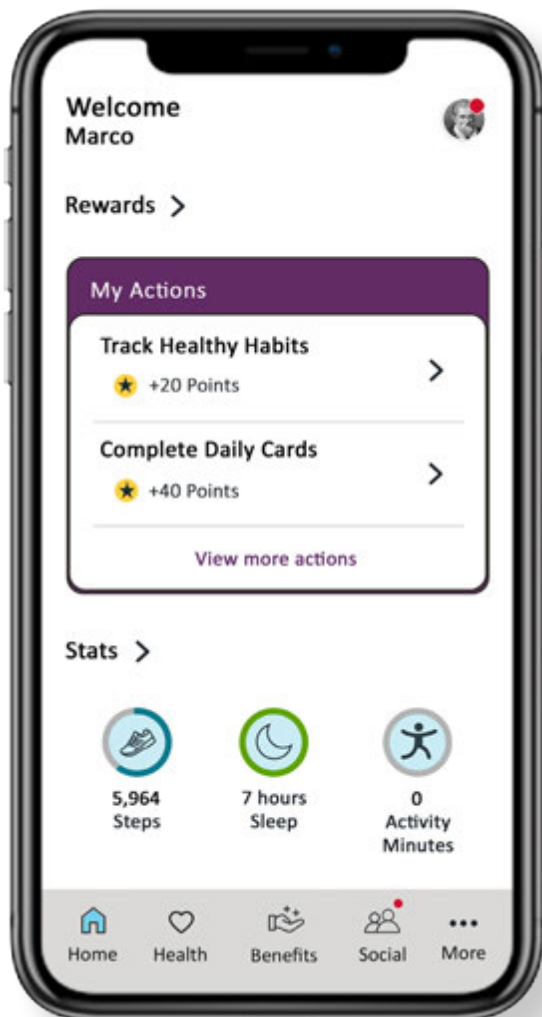 Welcome
Marco
Rewards
My Actions
Track Healthy Habits
+20 Points
Complete Daily Cards
+40 Points
View more actions
Stats
5,964
Steps
7 hours
Sleep
0
Activity
Minutes
Home
Health
Benefits
Social
More